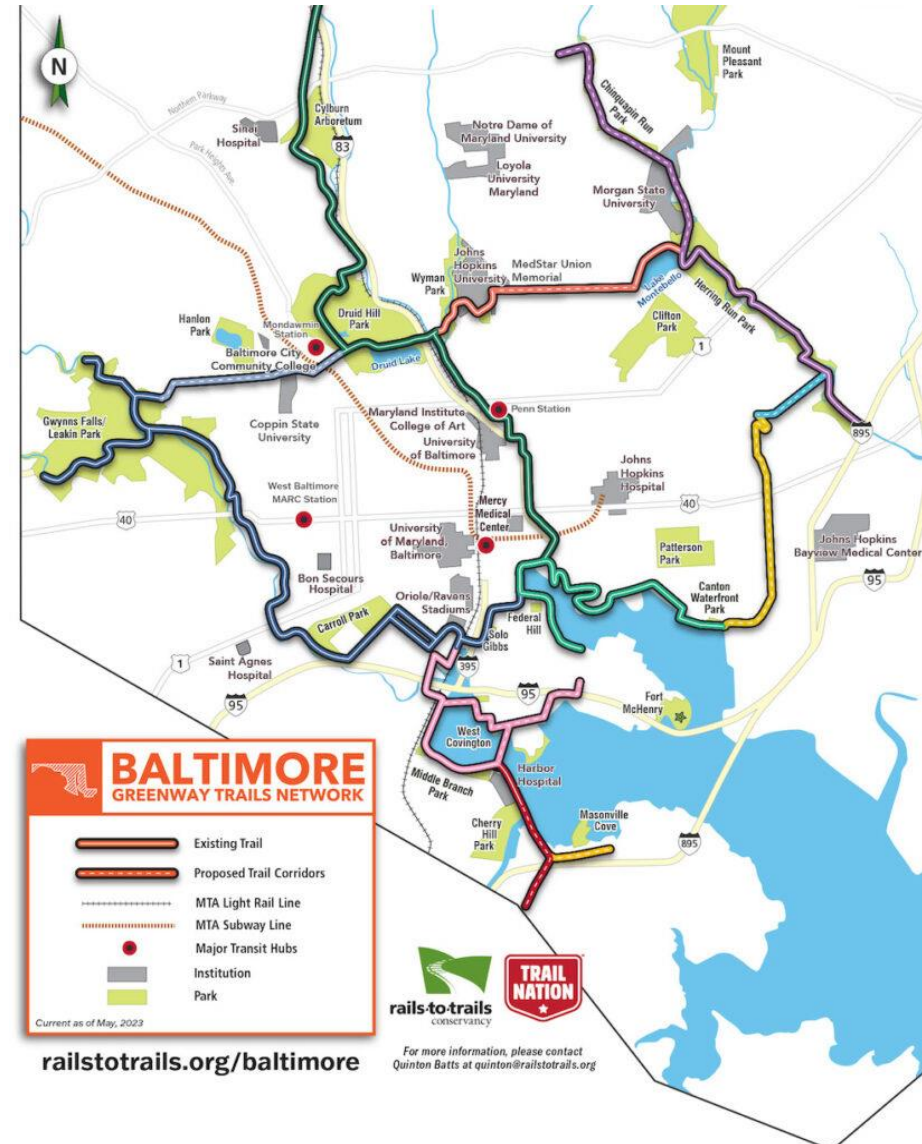 N
Mount
Pleasant
Park
Chinquapin Run
Park
Northern Parkway
Cylburn
Arboretum
Sinai
Hospital
83
Park Heights Ave.
Notre Dame of
Maryland University
Loyola
University
Maryland
Morgan State
University
Johns
Hopkins
University
MedStar Union
Memorial
Wyman
Park
Lake
Montebello
Herring Run Park
Druid Hill
Park
Hanlon
Park
Mondawmin
Station
Clifton
Park
1
Baltimore City
Community College
Druid Lake
Gwynns Falls/
Leakin Park
Coppin State
University
Maryland Institute
College of Art
University
of Baltimore
Penn Station
895
Johns
Hopkins
Hospital
West Baltimore
MARC Station
40
Mercy
Medical
Center
40
University
of Maryland,
Baltimore
Patterson
Park
Johns Hopkins
Bayview Medical Center
Bon Secours
Hospital
95
Canton
Waterfront
Park
Oriole/Ravens
Stadiums
Carroll Park
Federal
Hill
Solo
Gibbs
1
Saint Agnes
Hospital
395
95
95
Fort
McHenry
West
Covington
Middle Branch
Park
Harbor
Hospital
Cherry
Hill
Park
Masonville
Cove
895
BALTIMORE
GREENWAY TRAILS NETWORK
Existing Trail
Proposed Trail Corridors
MTA Light Rail Line
MTA Subway Line
Major Transit Hubs
Institution
Park
Current as of May, 2023
railstotrails.org/baltimore
rails-to-trails
conservancy
TRAIL
NATION
For more information, please contact
Quinton Batts at quinton@railstotrails.org